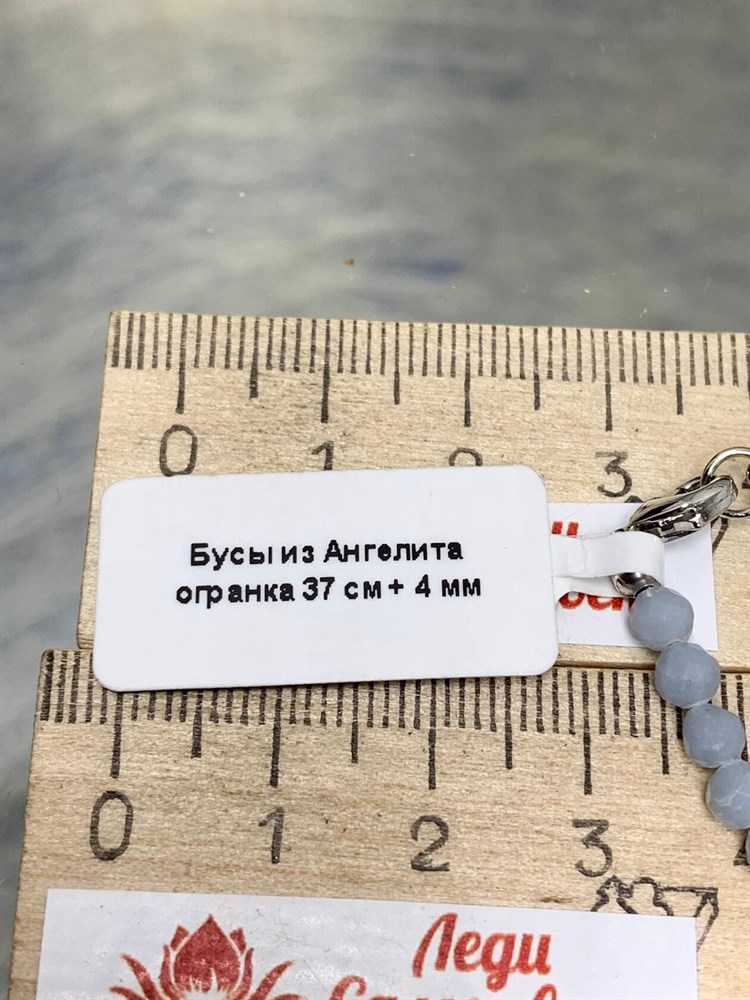 0 1 2 3
Бусы из Ангелита
огранка 37 см + 4 мм
0 1 2 3
Леди